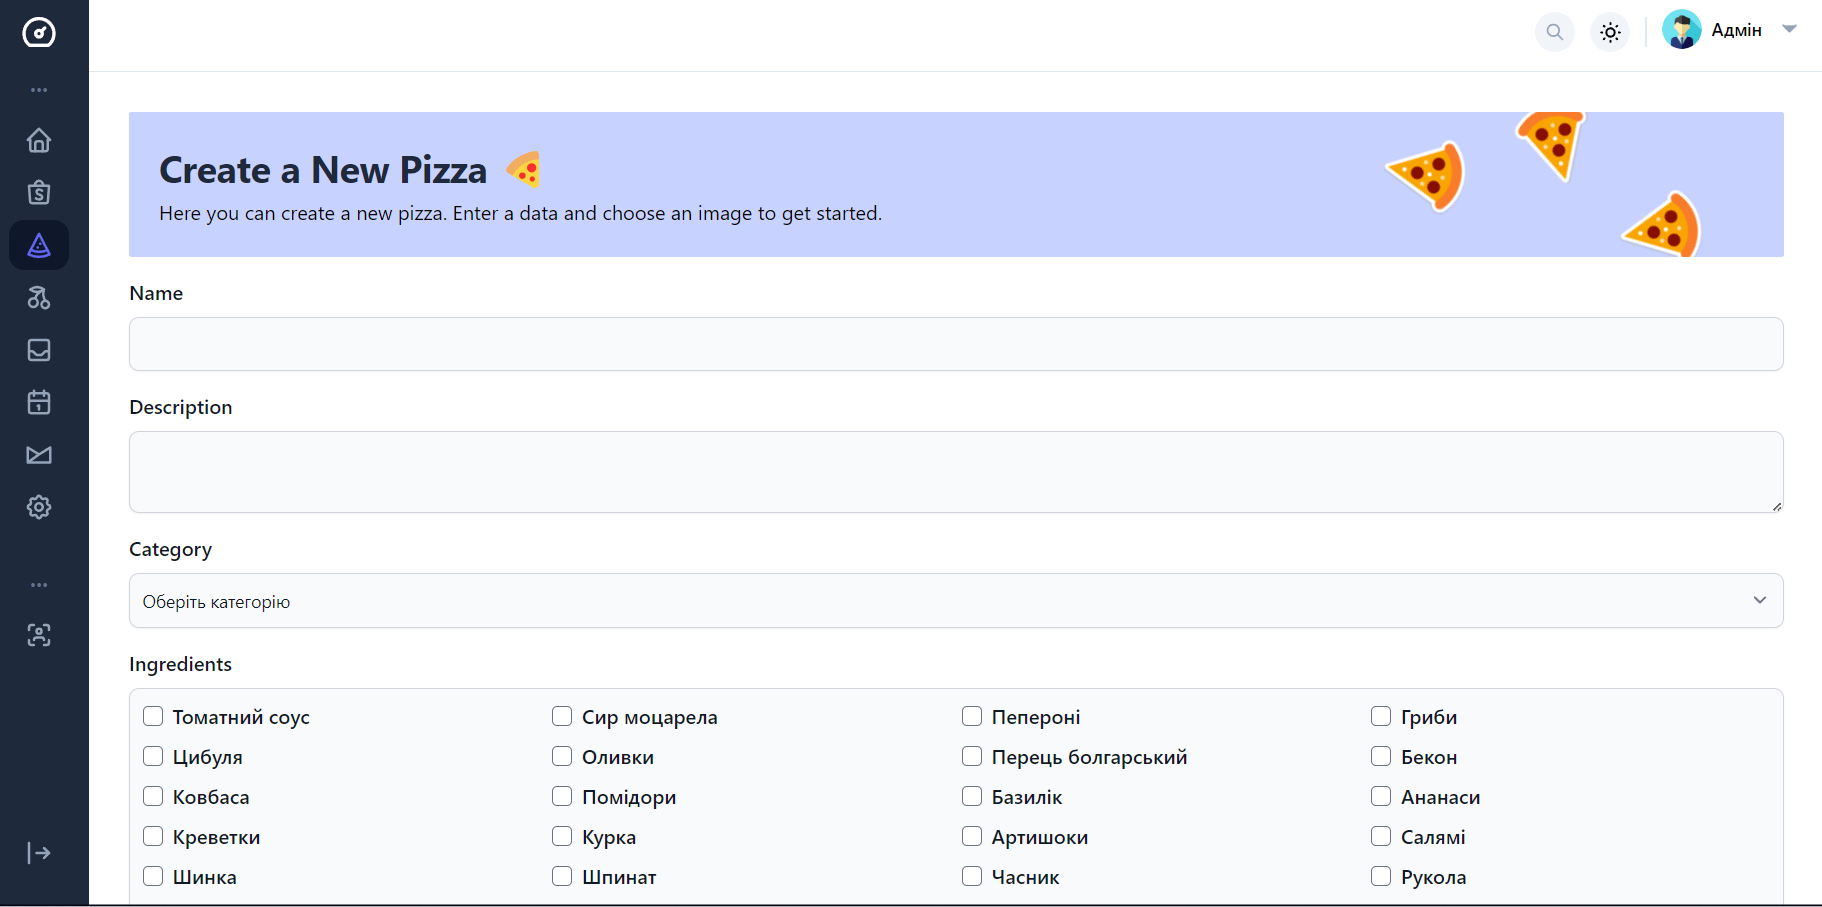 Адмін
Create a New Pizza
Here you can create a new pizza. Enter a data and choose an image to get started.
Name
Description
Category
Оберіть категорію
Ingredients
Томатний соус Сир моцарела Пепероні Гриби
Цибуля Оливки Перець болгарський Бекон
Ковбаса Помідори Базилік Ананаси
Креветки Курка Артишоки Салямі
Шинка Шпинат Часник Рукола